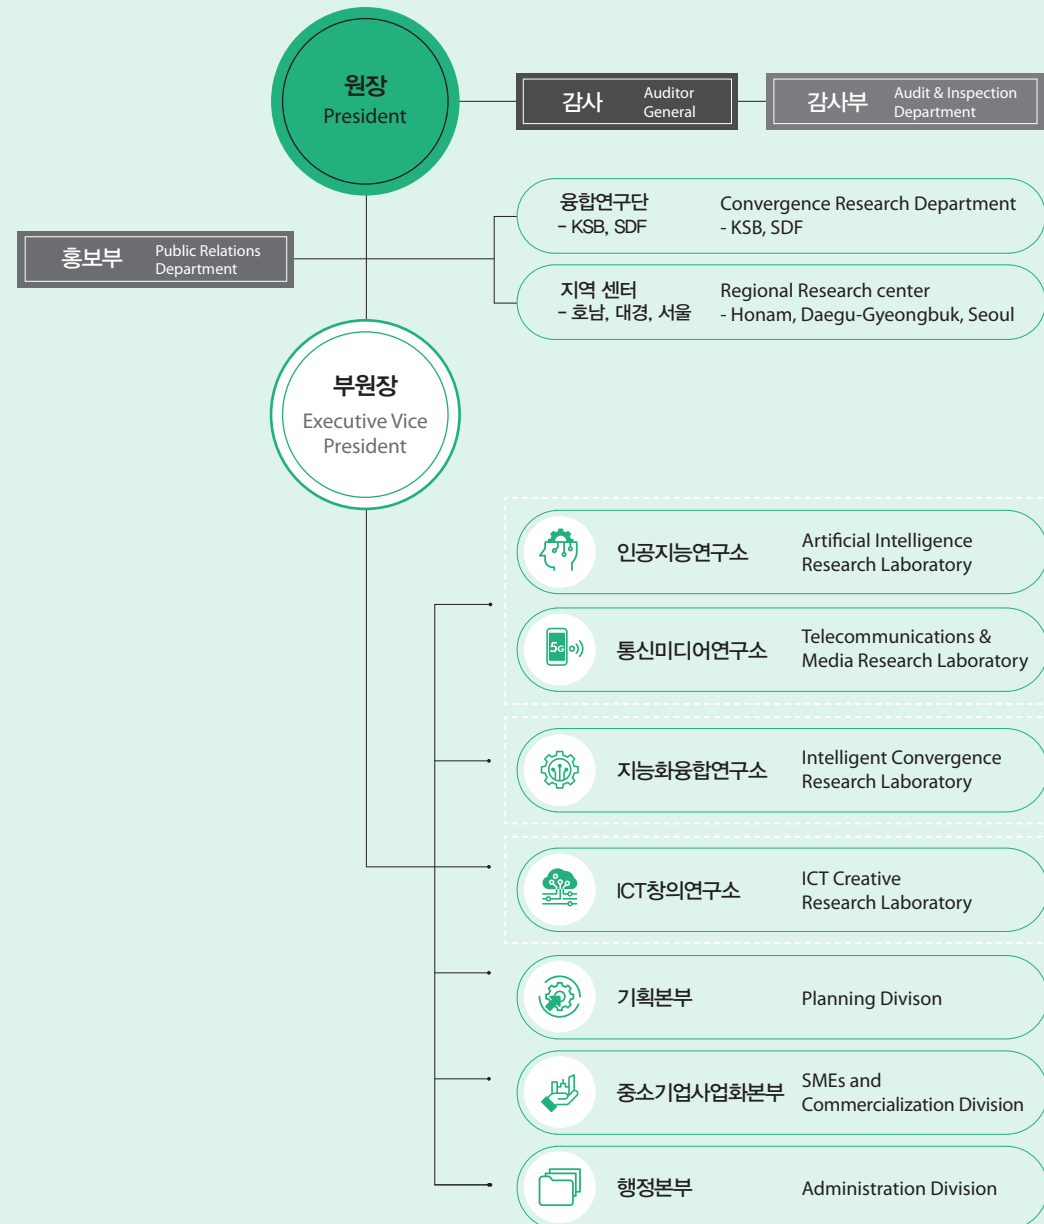 원장
President
감사
Auditor
General
감사부
Audit & Inspection
Department
융합연구단
- KSB, SDF
Convergence Research Department
- KSB, SDF
홍보부
Public Relations
Department
지역 센터
- 호남, 대경, 서울
Regional Research center
- Honam, Daegu-Gyeongbuk, Seoul
부원장
Executive Vice
President
인공지능연구소
Artificial Intelligence
Research Laboratory
5G
통신미디어연구소
Telecommunications &
Media Research Laboratory
지능화융합연구소
Intelligent Convergence
Research Laboratory
ICT창의연구소
ICT Creative
Research Laboratory
기획본부
Planning Divison
중소기업사업화본부
SMEs and
Commercialization Division
행정본부
Administration Division